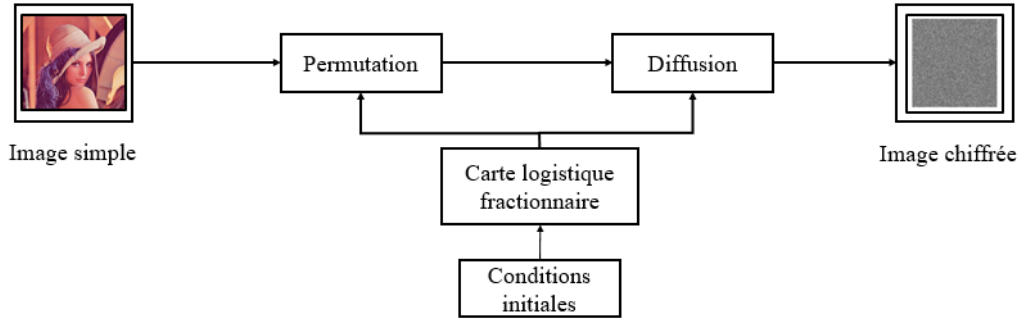 Permutation
Diffusion
Image simple
Image chiffrée
Carte logistique
fractionnaire
Conditions
initiales